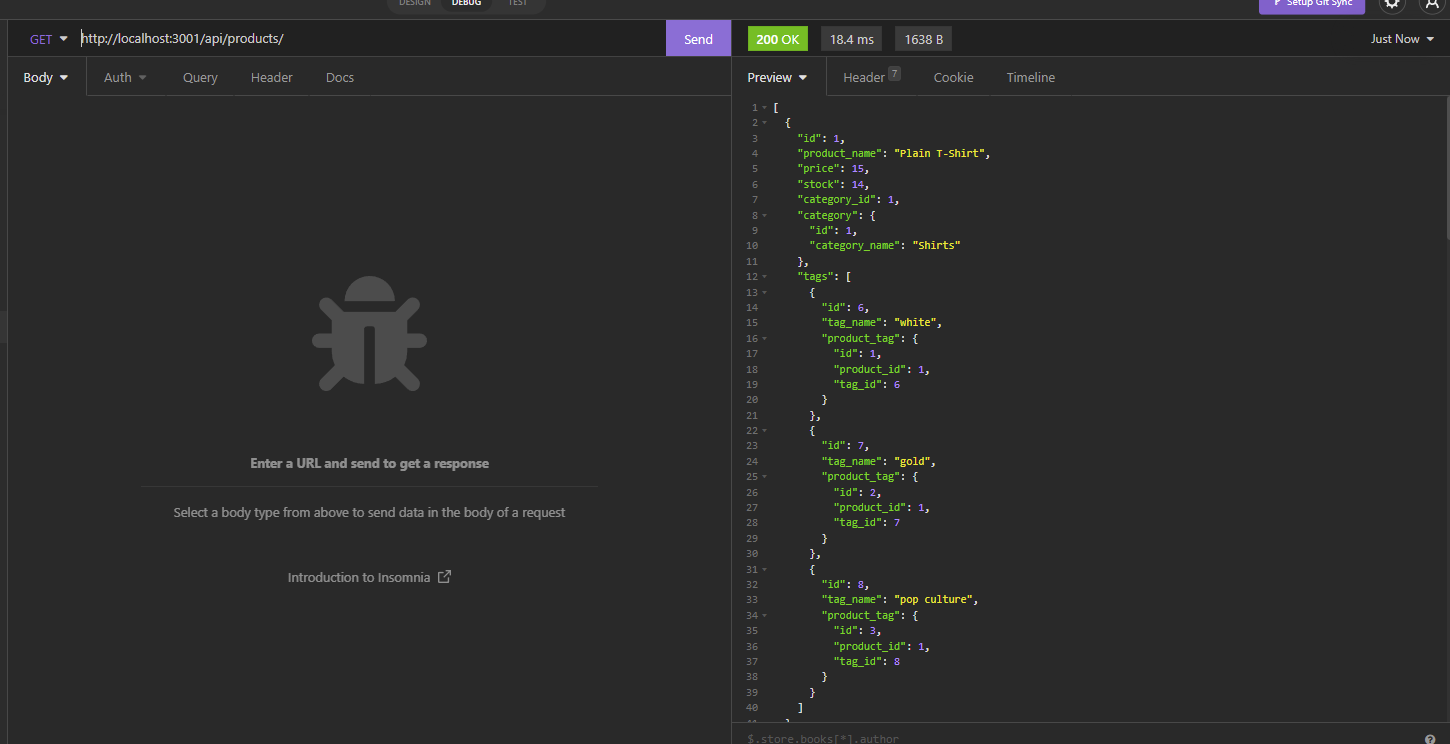 DESIGN DEBUG TEST
Setup Git Sync
GET http://localhost:3001/api/products/ Send 200 OK 18.4 ms 1638 B Just Now
Body Auth Query Header Docs
Preview Header 7 Cookie Timeline
1 [
2 {
3 "id": 1,
4 "product_name": "Plain T-Shirt",
5 "price": 15,
6 "stock": 14,
7 "category_id": 1,
8 "category": {
9 "id": 1,
10 "category_name": "Shirts"
11 },
12 "tags": [
13 {
14 "id": 6,
15 "tag_name": "white",
16 "product_tag": {
17 "id": 1,
18 "product_id": 1,
19 "tag_id": 6
20 }
21 },
22 {
23 "id": 7,
24 "tag_name": "gold",
25 "product_tag": {
26 "id": 2,
27 "product_id": 1,
28 "tag_id": 7
29 }
30 },
31 {
32 "id": 8,
33 "tag_name": "pop culture",
34 "product_tag": {
35 "id": 3,
36 "product_id": 1,
37 "tag_id": 8
38 }
39 }
40 ]
Enter a URL and send to get a response
Select a body type from above to send data in the body of a request
Introduction to Insomnia
$.store.books[*].author